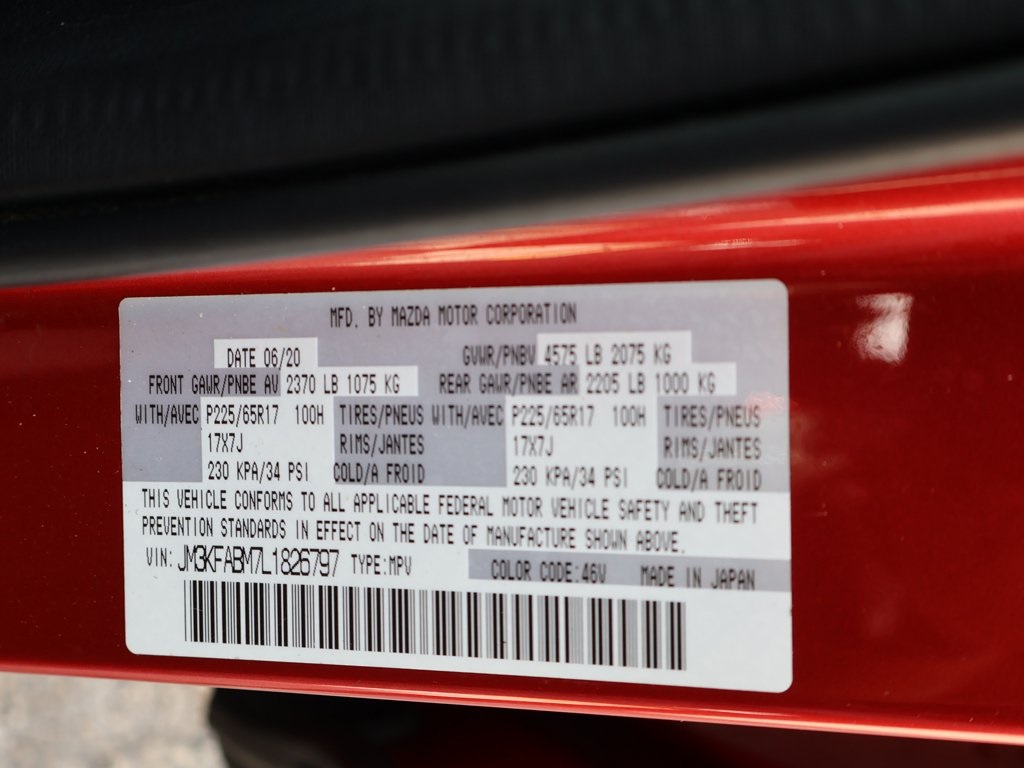 MFD. BY MAZDA MOTOR CORPORATION
DATE 06/20 GVWR/PNBV 4575 LB 2075 KG
FRONT GAWR/PNBE AV 2370 LB 1075 KG REAR GAWR/PNBE AR 2205 LB 1000 KG
WITH/AVEC P225/65R17 100H TIRES/PNEUS WITH/AVEC P225/65R17 100H TIRES/PNEUS
17X7J RIMS/JANTES 17X7J RIMS/JANTES
230 KPA/34 PSI COLD/A FROID 230 KPA/34 PSI COLD/A FROID
THIS VEHICLE CONFORMS TO ALL APPLICABLE FEDERAL MOTOR VEHICLE SAFETY AND THEFT
PREVENTION STANDARDS IN EFFECT ON THE DATE OF MANUFACTURE SHOWN ABOVE.
VIN: JM3KFABM7L1826797 TYPE:MPV COLOR CODE:46V MADE IN JAPAN